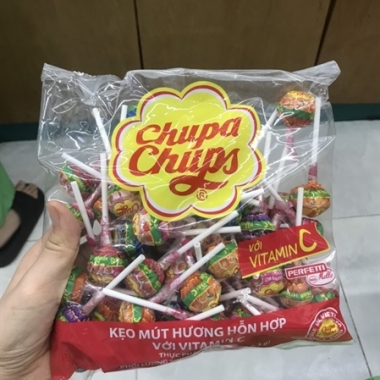 Chupa
Chups
®
với
VITAMIN C
PERFETTI
KẸO MÚT HƯƠNG HỖN HỢP
VỚI VITAMIN C